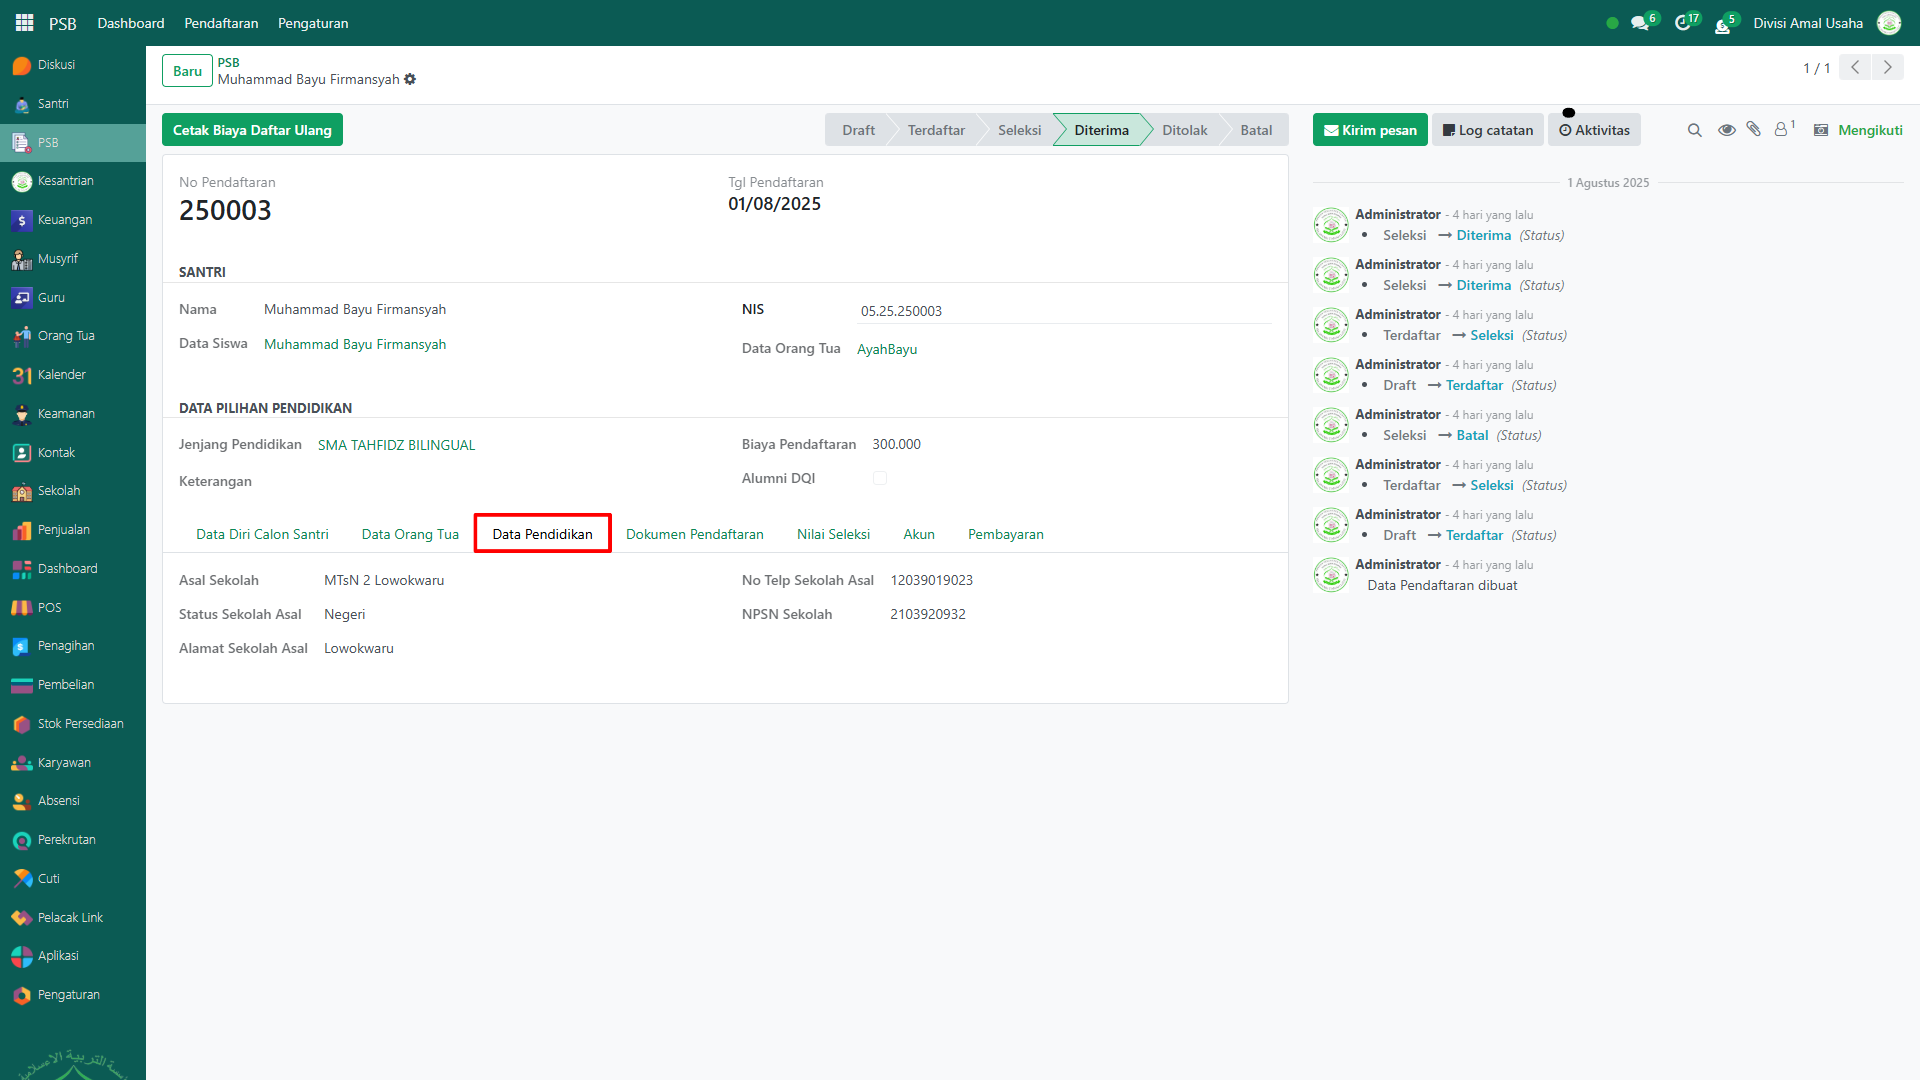 PSB Dashboard Pendaftaran Pengaturan 6 17 5 Divisi Amal Usaha
Diskusi
Santri
PSB
Kesantrian
Keuangan
Musyrif
Guru
Orang Tua
31 Kalender
Keamanan
Kontak
Sekolah
Penjualan
Dashboard
POS
Penagihan
Pembelian
Stok Persediaan
Karyawan
Absensi
Perekrutan
Cuti
Pelacak Link
Aplikasi
Pengaturan
Baru
PSB
Muhammad Bayu Firmansyah
1 / 1
Cetak Biaya Daftar Ulang
Draft Terdaftar Seleksi Diterima Ditolak Batal
Kirim pesan Log catatan Aktivitas 1 Mengikuti
No Pendaftaran
250003
Tgl Pendaftaran
01/08/2025
SANTRI
Nama Muhammad Bayu Firmansyah
NIS 05.25.250003
Data Siswa Muhammad Bayu Firmansyah
Data Orang Tua AyahBayu
DATA PILIHAN PENDIDIKAN
Jenjang Pendidikan SMA TAHFIDZ BILINGUAL
Biaya Pendaftaran 300.000
Keterangan
Alumni DQI
Data Diri Calon Santri Data Orang Tua Data Pendidikan Dokumen Pendaftaran Nilai Seleksi Akun Pembayaran
Asal Sekolah MTsN 2 Lowokwaru
No Telp Sekolah Asal 12039019023
Status Sekolah Asal Negeri
NPSN Sekolah 2103920932
Alamat Sekolah Asal Lowokwaru
1 Agustus 2025
Administrator - 4 hari yang lalu
• Seleksi → Diterima (Status)
Administrator - 4 hari yang lalu
• Seleksi → Diterima (Status)
Administrator - 4 hari yang lalu
• Terdaftar → Seleksi (Status)
Administrator - 4 hari yang lalu
• Draft → Terdaftar (Status)
Administrator - 4 hari yang lalu
• Seleksi → Batal (Status)
Administrator - 4 hari yang lalu
• Terdaftar → Seleksi (Status)
Administrator - 4 hari yang lalu
• Draft → Terdaftar (Status)
Administrator - 4 hari yang lalu
Data Pendaftaran dibuat